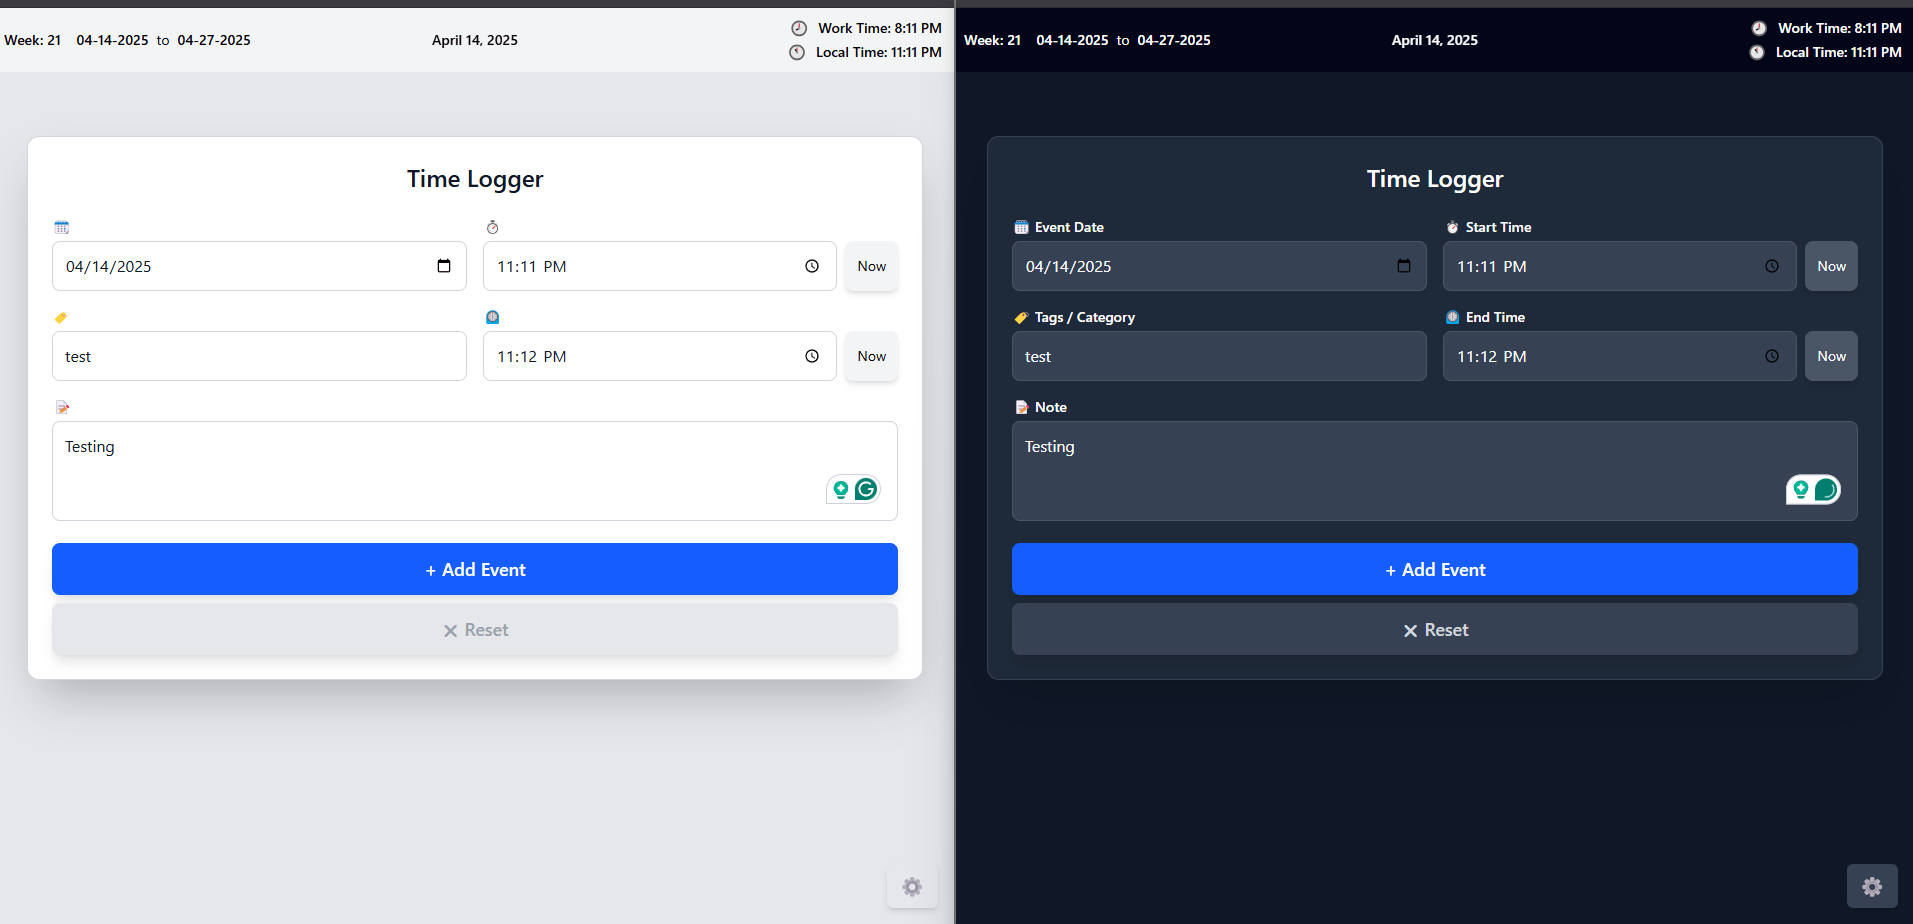 Week: 21 04-14-2025 to 04-27-2025
April 14, 2025
Work Time: 8:11 PM
Local Time: 11:11 PM
Time Logger
04/14/2025
11:11 PM
Now
test
11:12 PM
Now
Testing
+ Add Event
✕ Reset
Week: 21 04-14-2025 to 04-27-2025
April 14, 2025
Work Time: 8:11 PM
Local Time: 11:11 PM
Time Logger
Event Date
Start Time
04/14/2025
11:11 PM
Now
Tags / Category
End Time
test
11:12 PM
Now
Note
Testing
+ Add Event
✕ Reset